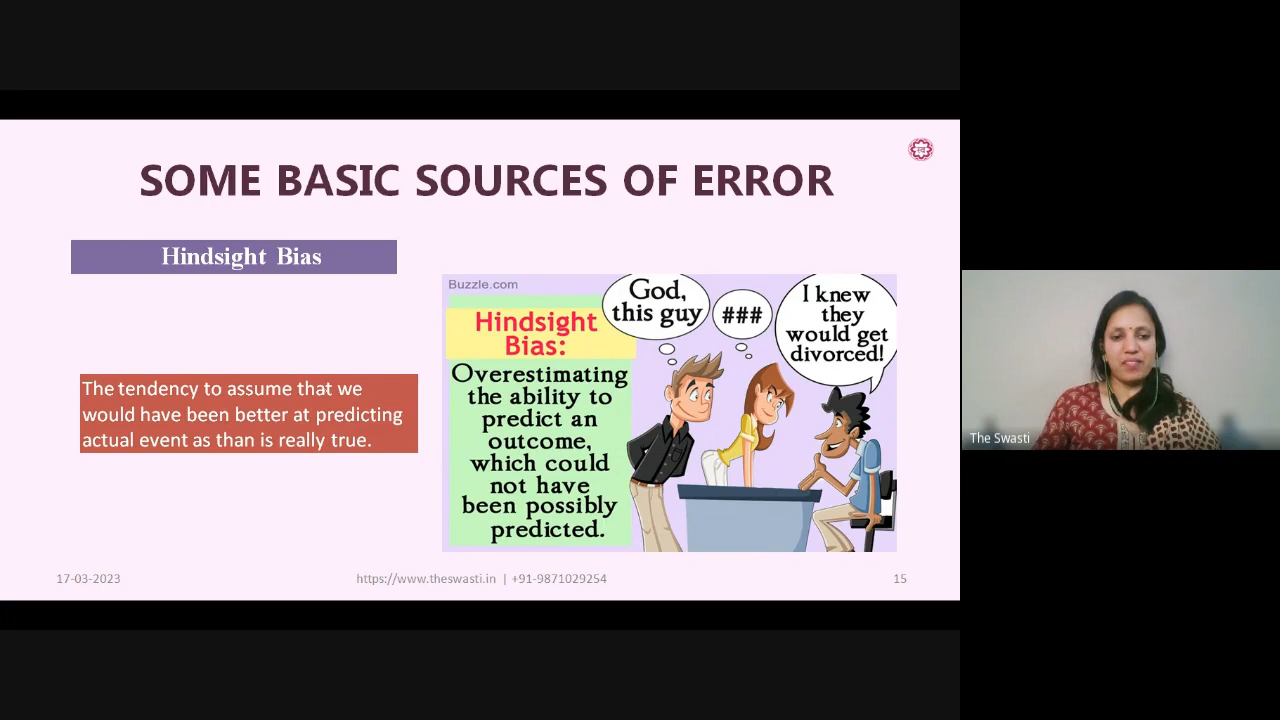 SOME BASIC SOURCES OF ERROR
Hindsight Bias
The tendency to assume that we
would have been better at predicting
actual event as than is really true.
Buzzle.com
Hindsight
Bias:
Overestimating
the ability to
predict an
outcome,
which could
not have
been possibly
predicted.
God,
this guy
###
I knew
they
would get
divorced!
The Swasti
17-03-2023
https://www.theswasti.in | +91-9871029254
15